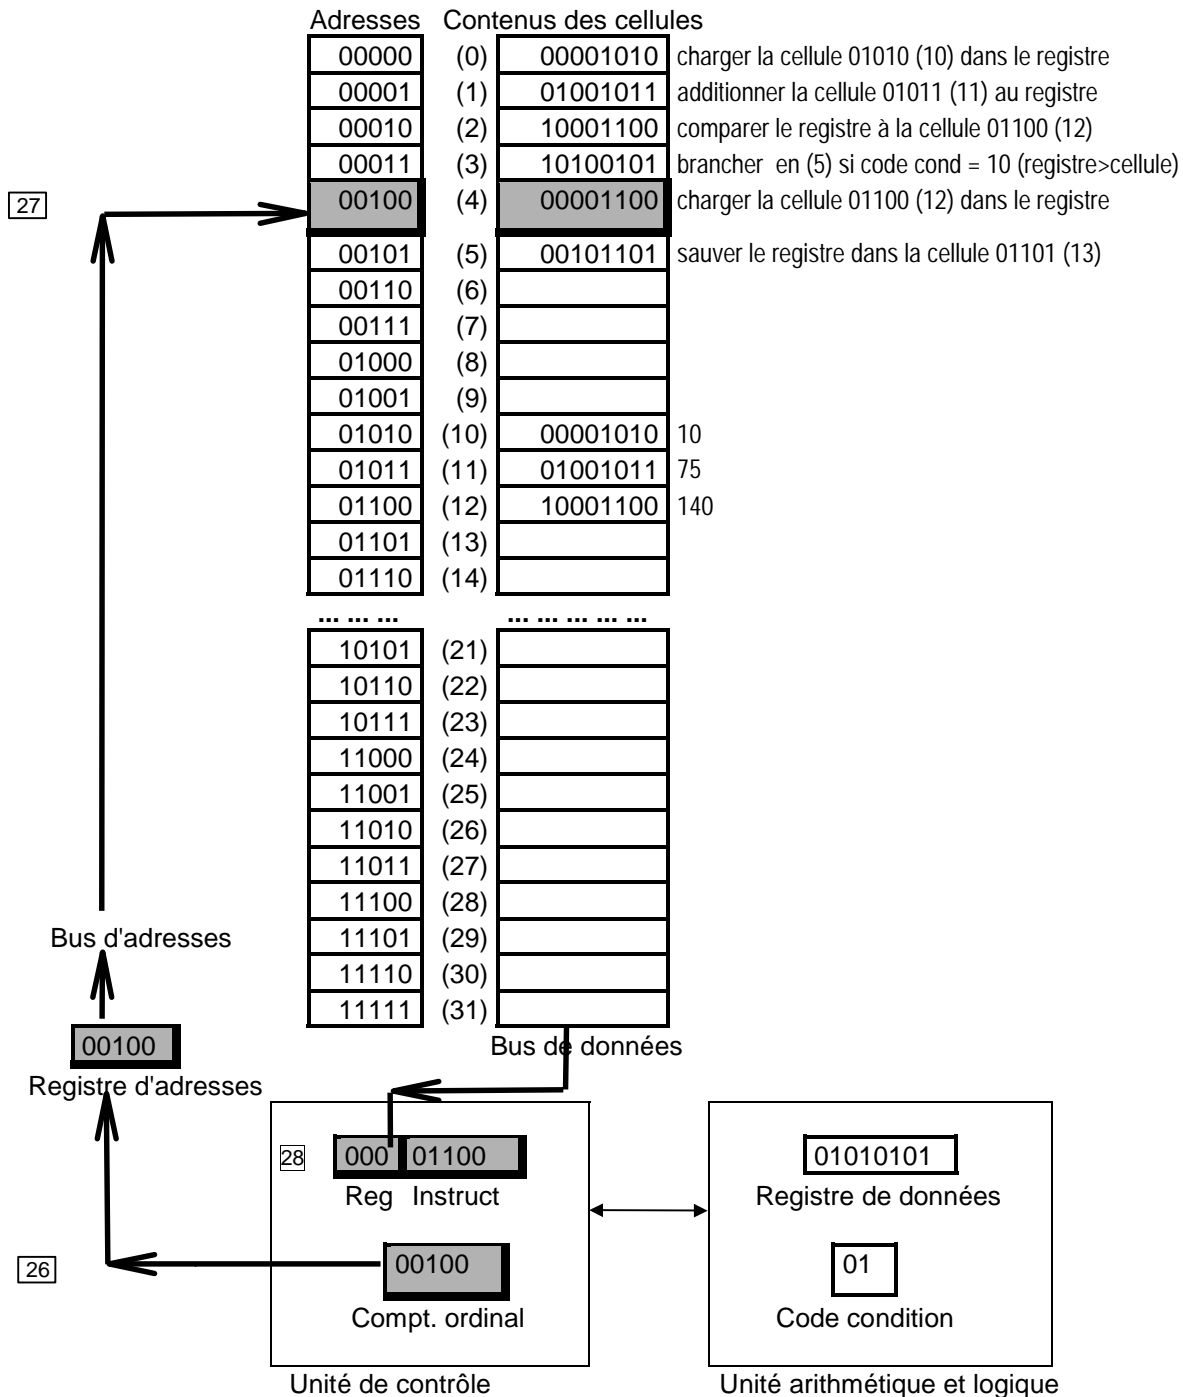 Adresses Contenus des cellules
00000 (0) 00001010 charger la cellule 01010 (10) dans le registre
00001 (1) 01001011 additionner la cellule 01011 (11) au registre
00010 (2) 10001100 comparer le registre à la cellule 01100 (12)
00011 (3) 10100101 brancher en (5) si code cond = 10 (registre>cellule)
27 00100 (4) 00001100 charger la cellule 01100 (12) dans le registre
00101 (5) 00101101 sauver le registre dans la cellule 01101 (13)
00110 (6)
00111 (7)
01000 (8)
01001 (9)
01010 (10) 00001010 10
01011 (11) 01001011 75
01100 (12) 10001100 140
01101 (13)
01110 (14)
... ... ... ... ... ... ... ...
10101 (21)
10110 (22)
10111 (23)
11000 (24)
11001 (25)
11010 (26)
11011 (27)
11100 (28)
Bus d'adresses 11101 (29)
11110 (30)
11111 (31)
00100 Bus de données
Registre d'adresses
28 000 01100 01010101
Reg Instruct Registre de données
26 00100 01
Compt. ordinal Code condition
Unité de contrôle Unité arithmétique et logique